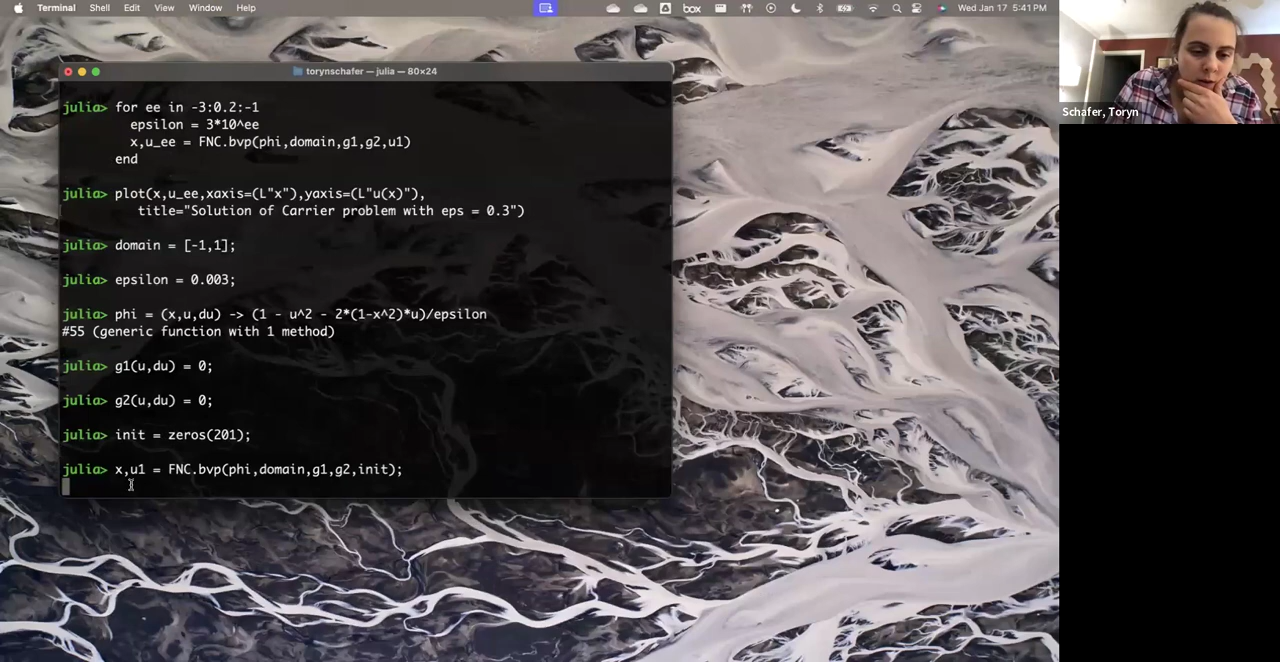 Terminal Shell Edit View Window Help
box
Wed Jan 17 5:41 PM
Schafer, Toryn
torynschafer — julia — 80×24
julia> for ee in -3:0.2:-1
epsilon = 3*10^ee
x,u_ee = FNC.bvp(phi,domain,g1,g2,u1)
end
julia> plot(x,u_ee,xaxis=(L"x"),yaxis=(L"u(x)"),
title="Solution of Carrier problem with eps = 0.3")
julia> domain = [-1,1];
julia> epsilon = 0.003;
julia> phi = (x,u,du) -> (1 - u^2 - 2*(1-x^2)*u)/epsilon
#55 (generic function with 1 method)
julia> g1(u,du) = 0;
julia> g2(u,du) = 0;
julia> init = zeros(201);
julia> x,u1 = FNC.bvp(phi,domain,g1,g2,init);